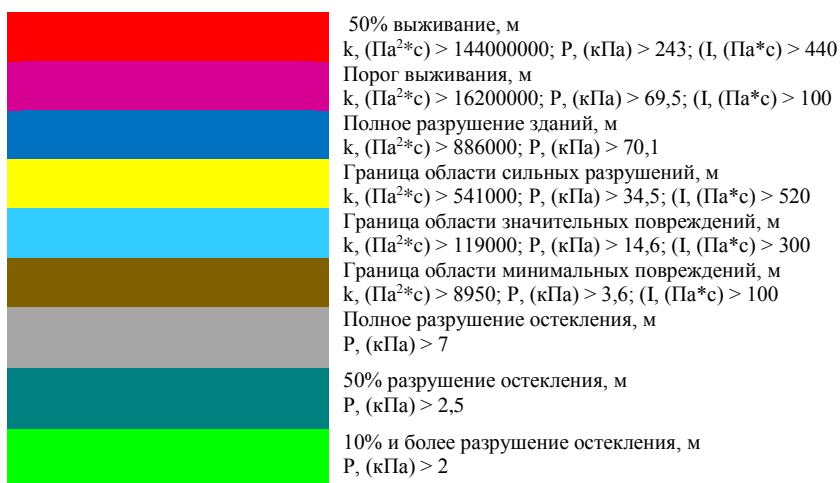 50% выживание, м
k, (Па²*с) > 144000000; P, (кПа) > 243; (I, (Па*с) > 440
Порог выживания, м
k, (Па²*с) > 16200000; P, (кПа) > 69,5; (I, (Па*с) > 100
Полное разрушение зданий, м
k, (Па²*с) > 886000; P, (кПа) > 70,1
Граница области сильных разрушений, м
k, (Па²*с) > 541000; P, (кПа) > 34,5; (I, (Па*с) > 520
Граница области значительных повреждений, м
k, (Па²*с) > 119000; P, (кПа) > 14,6; (I, (Па*с) > 300
Граница области минимальных повреждений, м
k, (Па²*с) > 8950; P, (кПа) > 3,6; (I, (Па*с) > 100
Полное разрушение остекления, м
P, (кПа) > 7
50% разрушение остекления, м
P, (кПа) > 2,5
10% и более разрушение остекления, м
P, (кПа) > 2